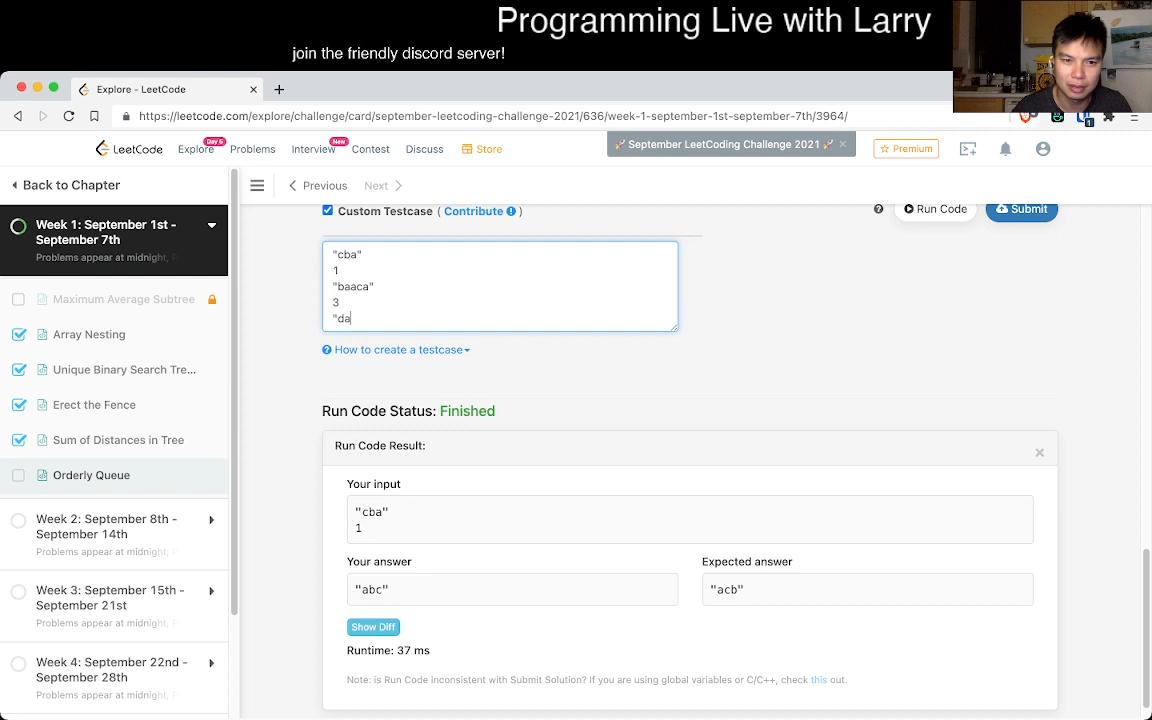 Programming Live with Larry
join the friendly discord server!
Explore - LeetCode
https://leetcode.com/explore/challenge/card/september-leetcoding-challenge-2021/636/week-1-september-1st-september-7th/3964/
1
LeetCode
Explore
Day 5
Problems
Interview
New
Contest
Discuss
Store
🚀 September LeetCoding Challenge 2021 🚀
Premium
Back to Chapter
Previous
Next
Week 1: September 1st -
September 7th
Problems appear at midnight,
Maximum Average Subtree
Array Nesting
Unique Binary Search Tre...
Erect the Fence
Sum of Distances in Tree
Orderly Queue
Week 2: September 8th -
September 14th
Problems appear at midnight,
Week 3: September 15th -
September 21st
Problems appear at midnight,
Week 4: September 22nd -
September 28th
Problems appear at midnight,
Custom Testcase ( Contribute )
Run Code
Submit
"cba"
1
"baaca"
3
"da
How to create a testcase
Run Code Status: Finished
Run Code Result:
Your input
"cba"
1
Your answer
Expected answer
"abc"
"acb"
Show Diff
Runtime: 37 ms
Note: is Run Code inconsistent with Submit Solution? If you are using global variables or C/C++, check this out.